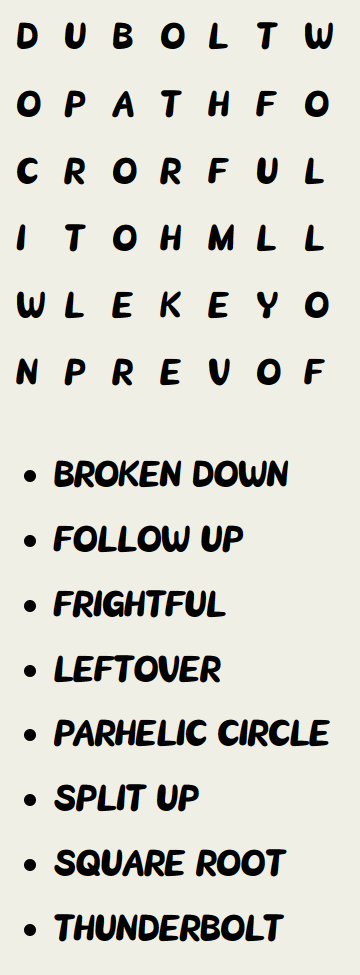 D U B O L T W
O P A T H F O
C R O R F U L
I T O H M L L
W L E K E Y O
N P R E V O F
• BROKEN DOWN
• FOLLOW UP
• FRIGHTFUL
• LEFTOVER
• PARHELIC CIRCLE
• SPLIT UP
• SQUARE ROOT
• THUNDERBOLT